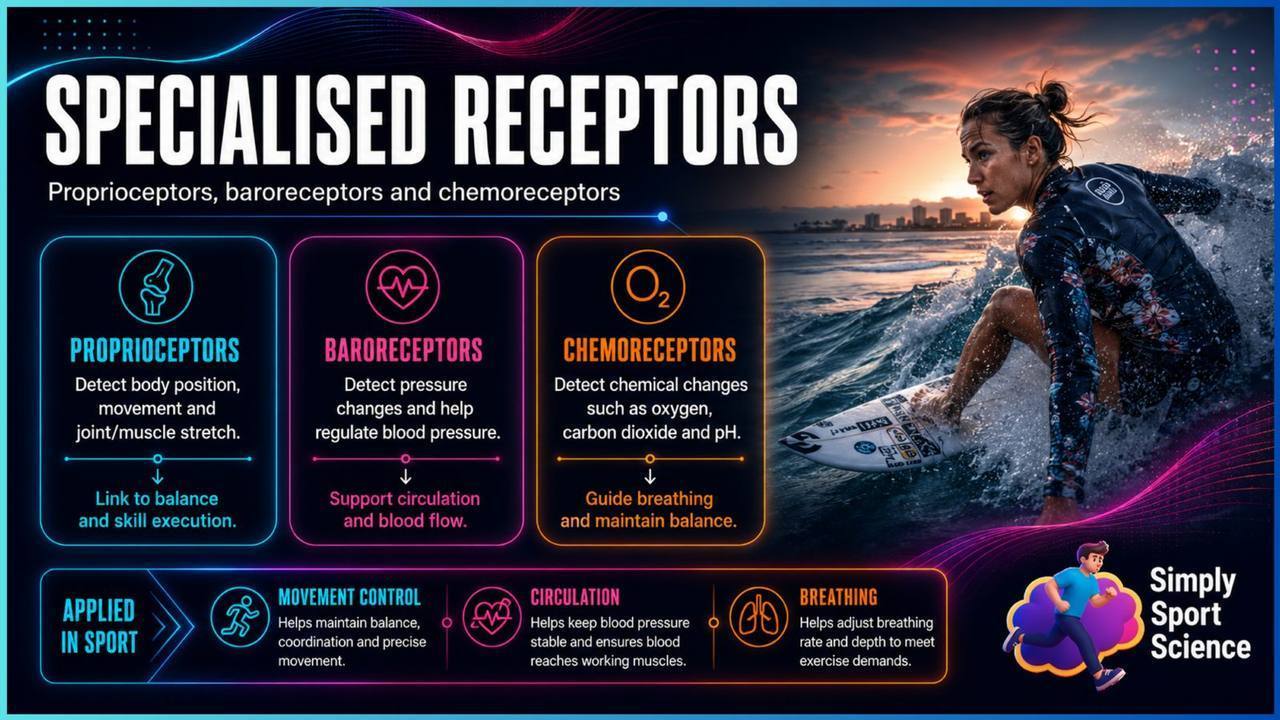 SPECIALISED RECEPTORS
Proprioceptors, baroreceptors and chemoreceptors
PROPRIOCEPTORS
Detect body position,
movement and
joint/muscle stretch.
Link to balance
and skill execution.
BARORECEPTORS
Detect pressure
changes and help
regulate blood pressure.
Support circulation
and blood flow.
O₂
CHEMORECEPTORS
Detect chemical changes
such as oxygen,
carbon dioxide and pH.
Guide breathing
and maintain balance.
APPLIED
IN SPORT
MOVEMENT CONTROL
Helps maintain balance,
coordination and precise
movement.
CIRCULATION
Helps keep blood pressure
stable and ensures blood
reaches working muscles.
BREATHING
Helps adjust breathing
rate and depth to meet
exercise demands.
Simply
Sport
Science